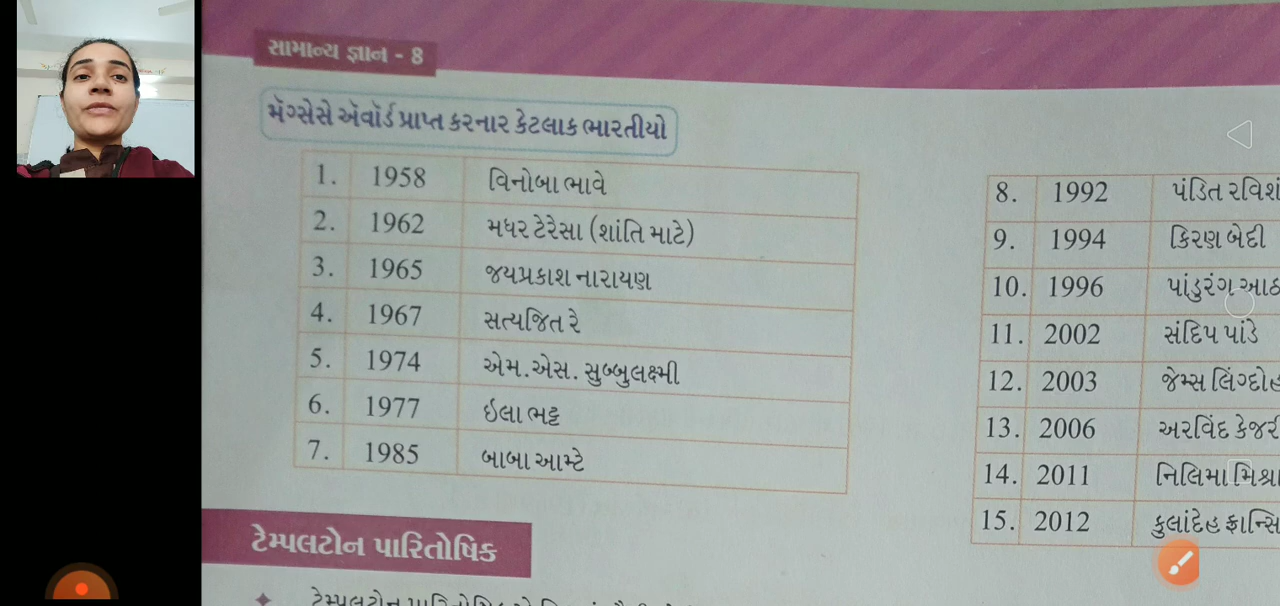 સામાન્ય જ્ઞાન - 8
મૅગ્સેસે ઍવૉર્ડ પ્રાપ્ત કરનાર કેટલાક ભારતીયો
1. 1958 વિનોબા ભાવે
2. 1962 મધર ટેરેસા (શાંતિ માટે)
3. 1965 જયપ્રકાશ નારાયણ
4. 1967 સત્યજિત રે
5. 1974 એમ.એસ. સુબ્બુલક્ષ્મી
6. 1977 ઇલા ભટ્ટ
7. 1985 બાબા આમ્ટે
8. 1992 પંડિત
9. 1994 કિરણ બેદી
10. 1996 પાંડુરંગ
11. 2002 સંદિપ પાંડે
12. 2003 જેમ્સ
13. 2006 અરવિંદ
14. 2011 નિલિમા મિશ્રા
15. 2012 કુલાંદેહ
ટેમ્પલટોન પારિતોષિક